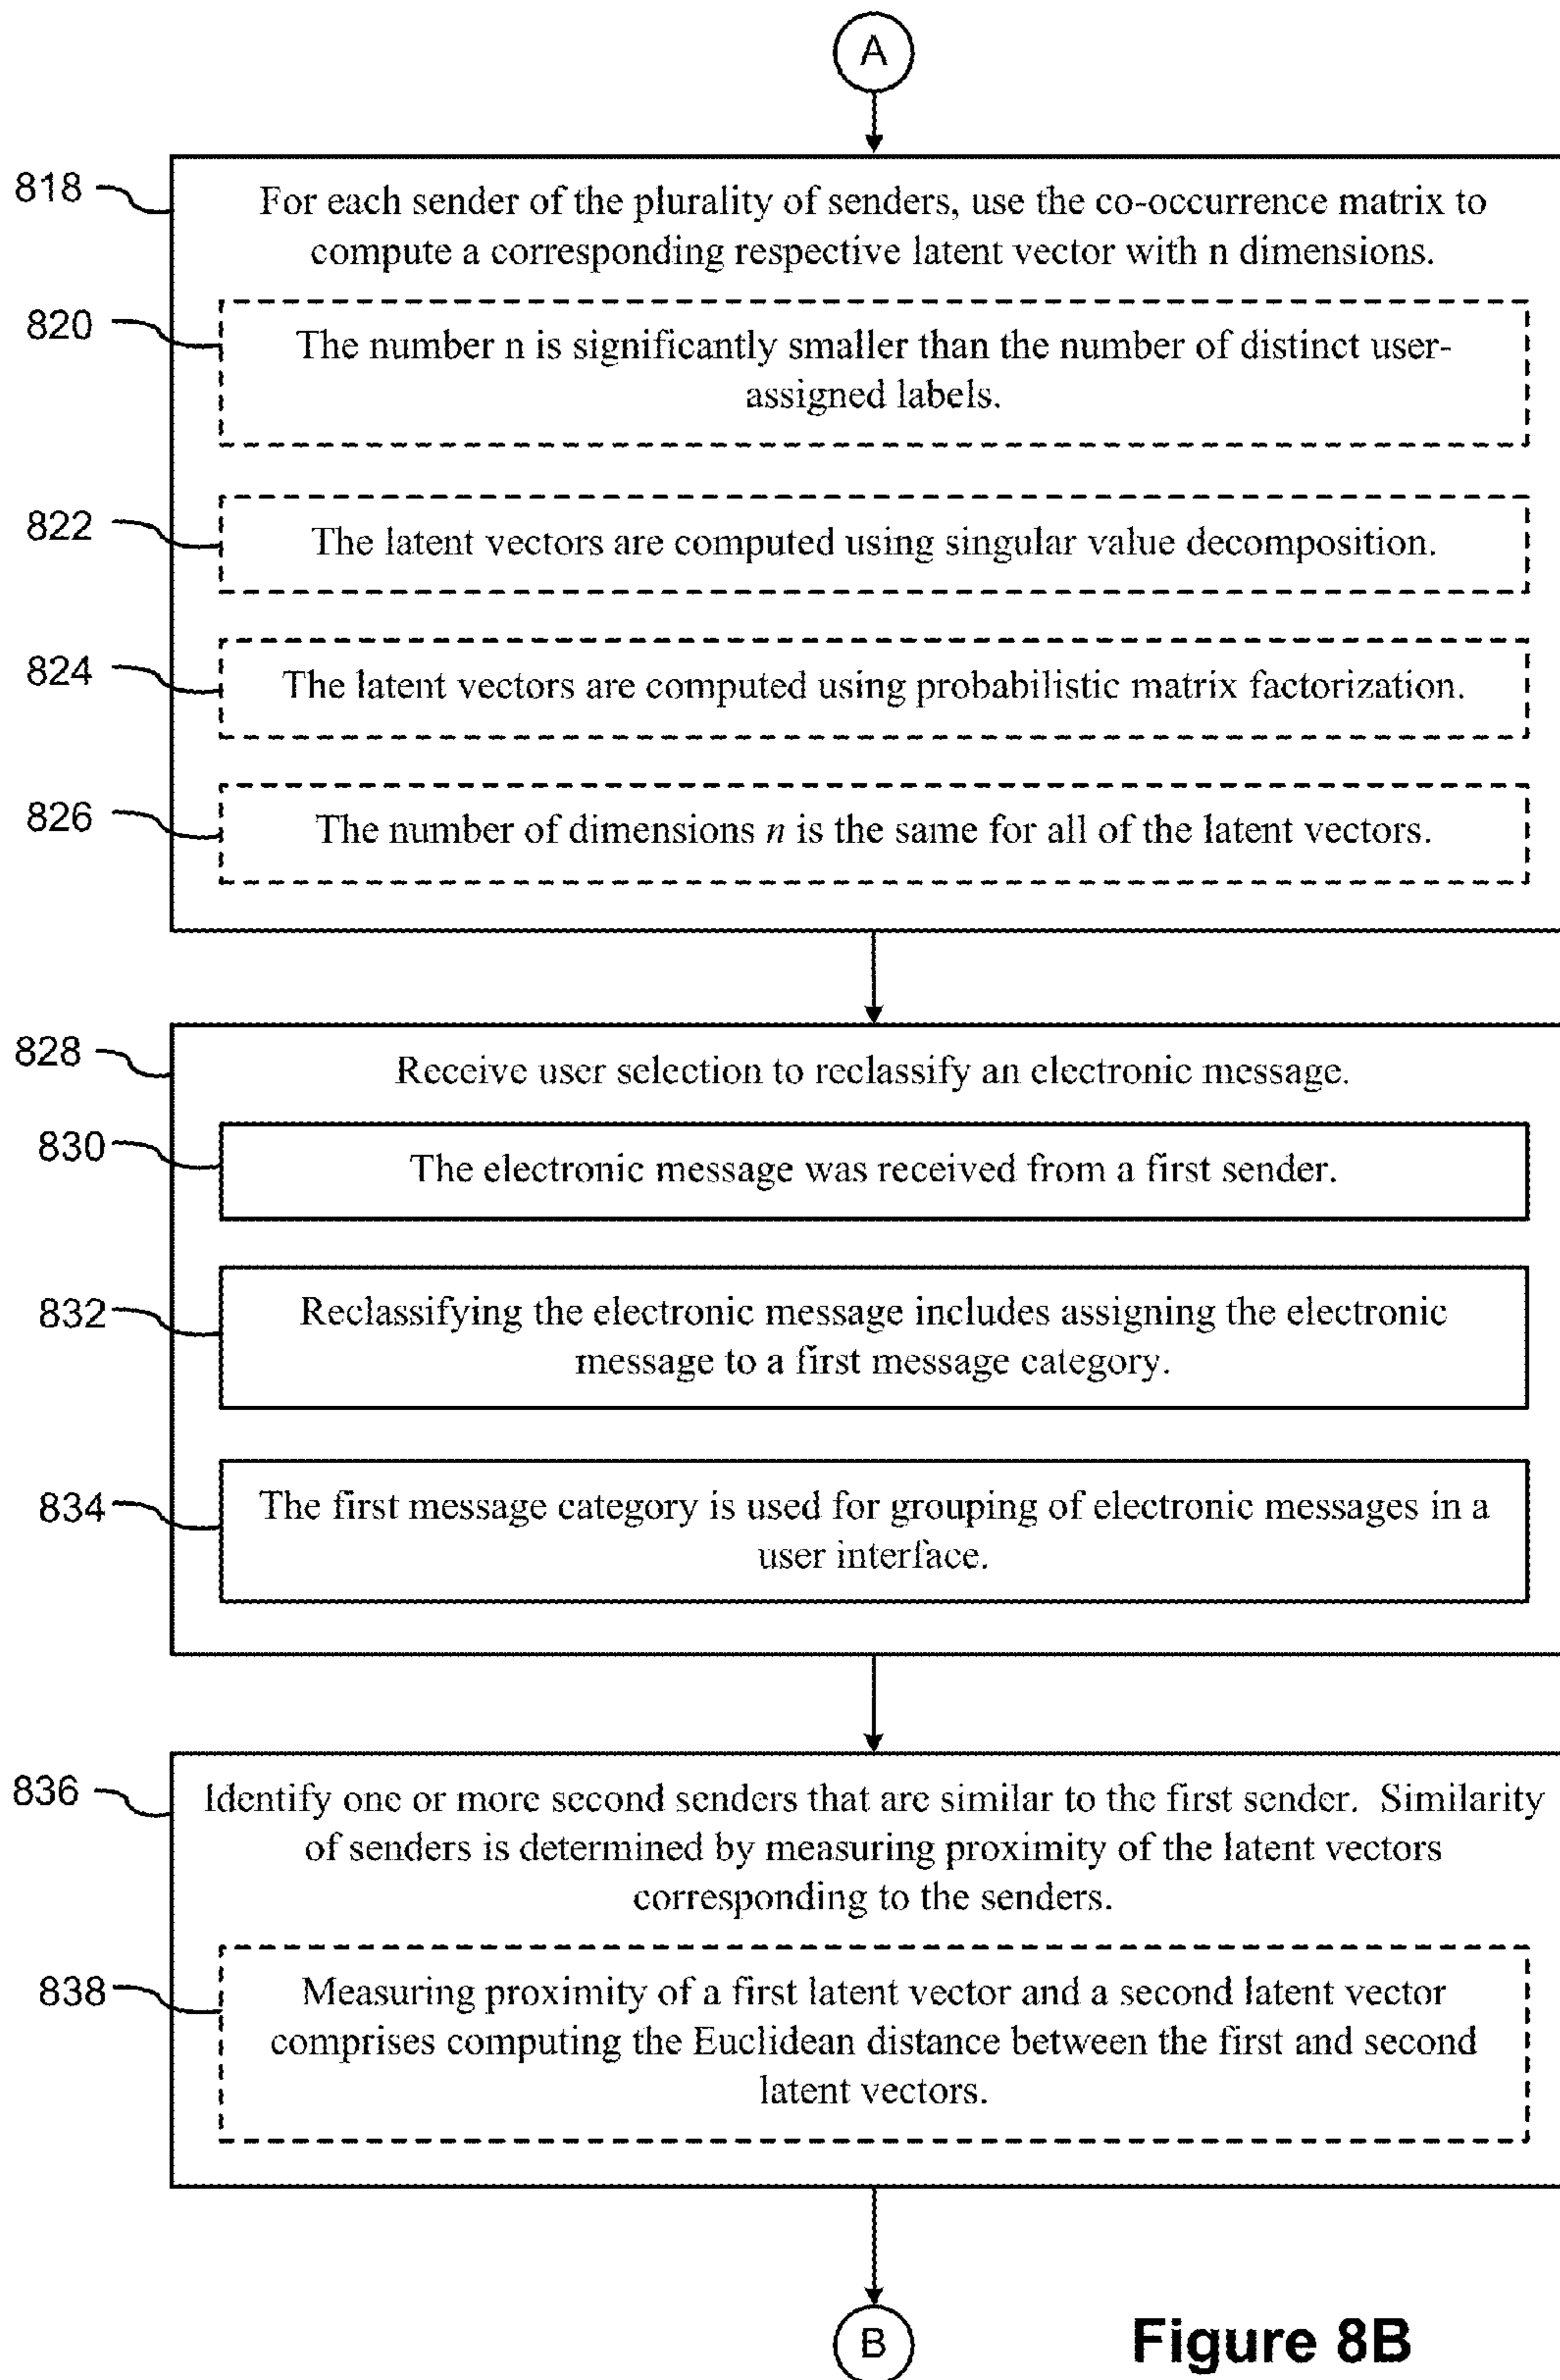 A
818
For each sender of the plurality of senders, use the co-occurrence matrix to
compute a corresponding respective latent vector with n dimensions.
820
The number n is significantly smaller than the number of distinct user-
assigned labels.
822
The latent vectors are computed using singular value decomposition.
824
The latent vectors are computed using probabilistic matrix factorization.
826
The number of dimensions n is the same for all of the latent vectors.
828
Receive user selection to reclassify an electronic message.
830
The electronic message was received from a first sender.
832
Reclassifying the electronic message includes assigning the electronic
message to a first message category.
834
The first message category is used for grouping of electronic messages in a
user interface.
836
Identify one or more second senders that are similar to the first sender.  Similarity
of senders is determined by measuring proximity of the latent vectors
corresponding to the senders.
838
Measuring proximity of a first latent vector and a second latent vector
comprises computing the Euclidean distance between the first and second
latent vectors.
B
Figure 8B